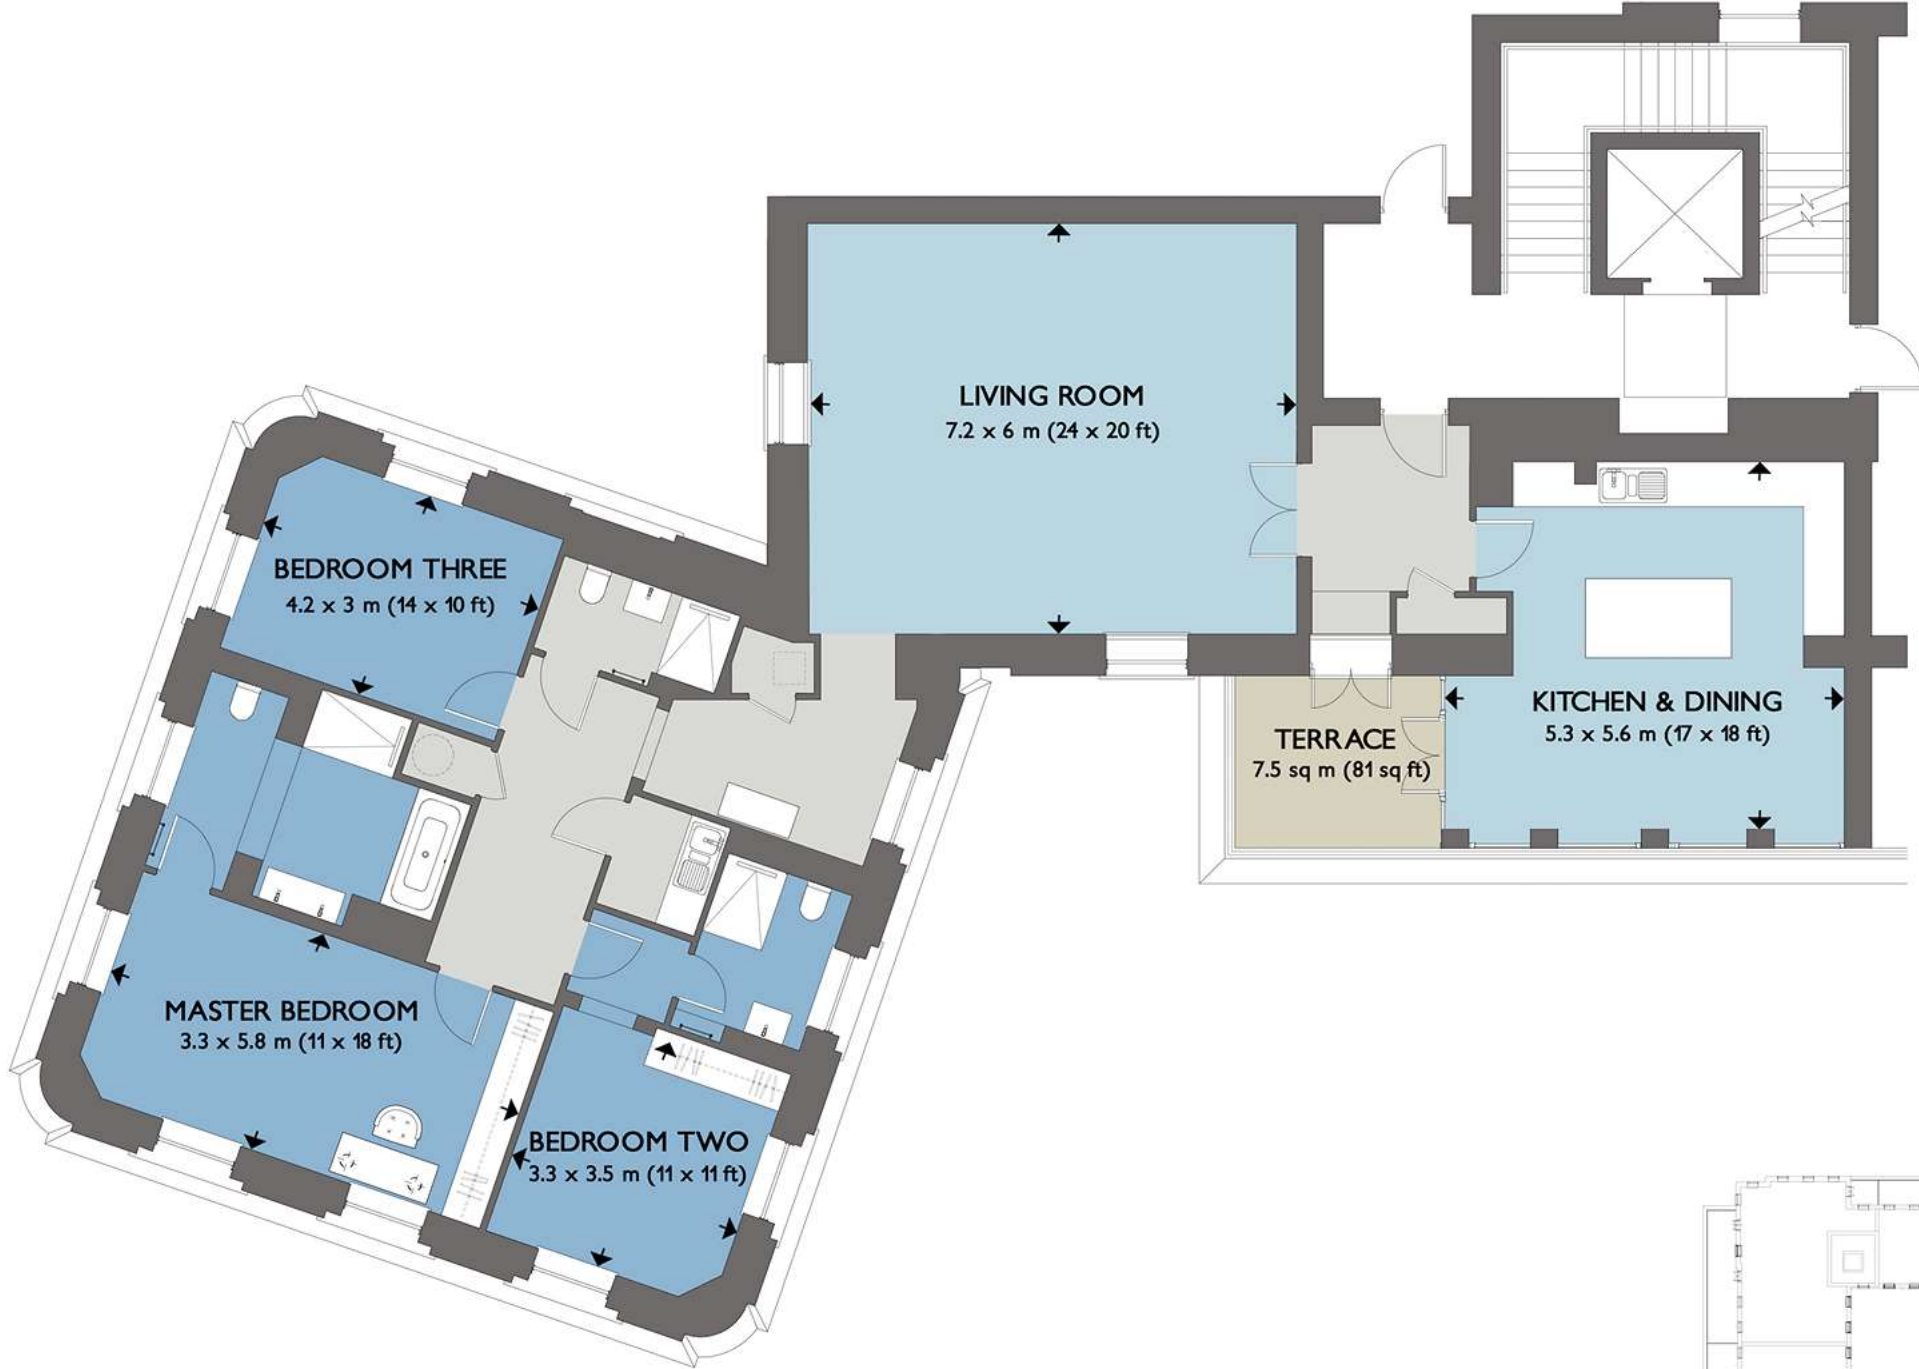 LIVING ROOM
7.2 x 6 m (24 x 20 ft)
BEDROOM THREE
4.2 x 3 m (14 x 10 ft)
KITCHEN & DINING
5.3 x 5.6 m (17 x 18 ft)
TERRACE
7.5 sq m (81 sq ft)
MASTER BEDROOM
3.3 x 5.8 m (11 x 18 ft)
BEDROOM TWO
3.3 x 3.5 m (11 x 11 ft)